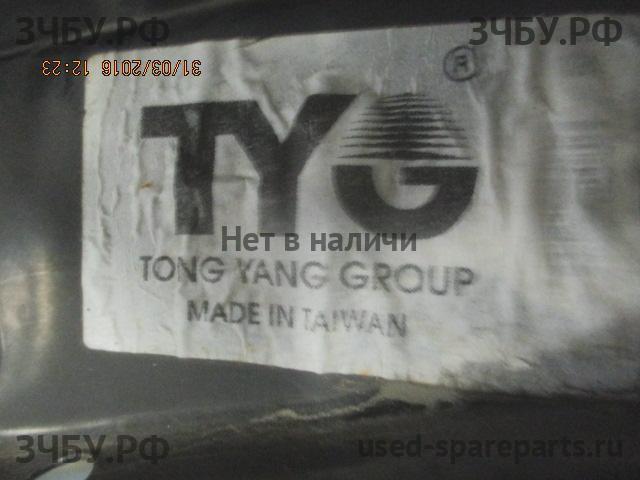 ЗЧБУ.РФ
ЗЧБУ.РФ
31/03/2016 12:23
®
TYG
Нет в наличи
TONG YANG GROUP
MADE IN TAIWAN
ЗЧБУ.РФ
used-spareparts.ru